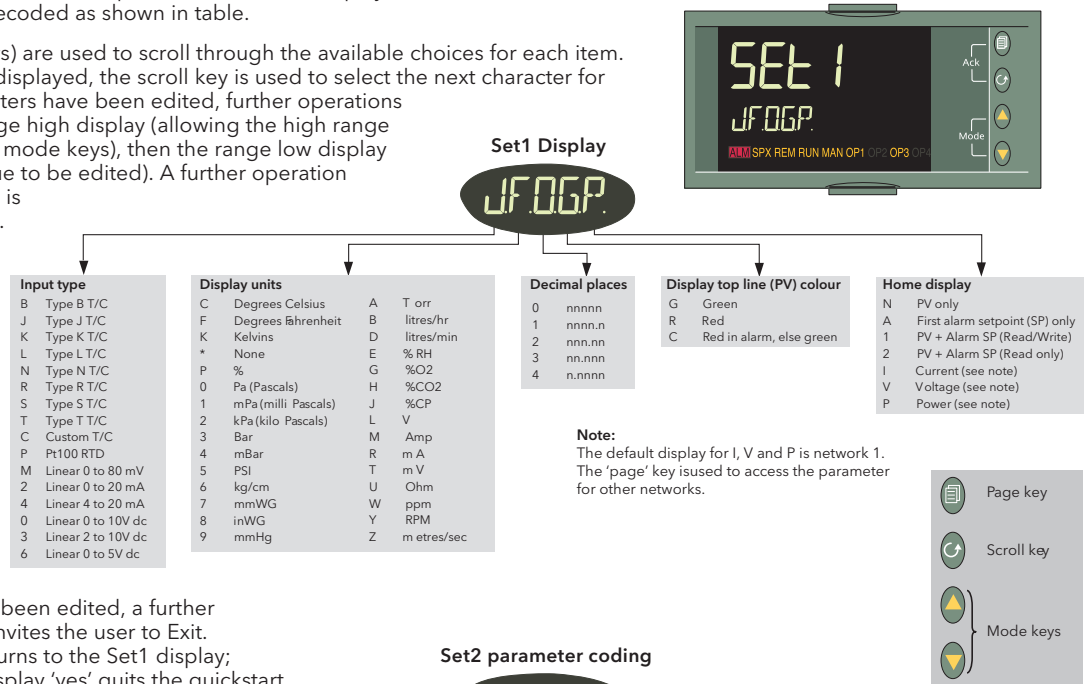 ecoded as shown in table.
s) are used to scroll through the available choices for each item.
displayed, the scroll key is used to select the next character for
ters have been edited, further operations
ge high display (allowing the high range
mode keys), then the range low display
ue to be edited). A further operation
is
.
SEt 1
J.F.0.G.P.
ALM SPX REM RUN MAN OP1 OP2 OP3 OP4
Ack
Mode
Set1 Display
J.F.0.G.P.
Input type
B Type B T/C
J Type J T/C
K Type K T/C
L Type L T/C
N Type N T/C
R Type R T/C
S Type S T/C
T Type T T/C
C Custom T/C
P Pt100 RTD
M Linear 0 to 80 mV
2 Linear 0 to 20 mA
4 Linear 4 to 20 mA
0 Linear 0 to 10V dc
3 Linear 2 to 10V dc
6 Linear 0 to 5V dc
Display units
C Degrees Celsius
F Degrees Fahrenheit
K Kelvins
* None
P %
0 Pa (Pascals)
1 mPa (milli Pascals)
2 kPa (kilo Pascals)
3 Bar
4 mBar
5 PSI
6 kg/cm
7 mmWG
8 inWG
9 mmHg
A T orr
B litres/hr
D litres/min
E % RH
G %O2
H %CO2
J %CP
L V
M Amp
R m A
T m V
U Ohm
W ppm
Y RPM
Z m etres/sec
Decimal places
0 nnnnn
1 nnnn.n
2 nnn.nn
3 nn.nnn
4 n.nnnn
Display top line (PV) colour
G Green
R Red
C Red in alarm, else green
Home display
N PV only
A First alarm setpoint (SP) only
1 PV + Alarm SP (Read/Write)
2 PV + Alarm SP (Read only)
I Current (see note)
V Voltage (see note)
P Power (see note)
Note:
The default display for I, V and P is network 1.
The 'page' key isused to access the parameter
for other networks.
Page key
Scroll key
Mode keys
been edited, a further
nvites the user to Exit.
urns to the Set1 display;
splay 'yes' quits the quickstart
Set2 parameter coding